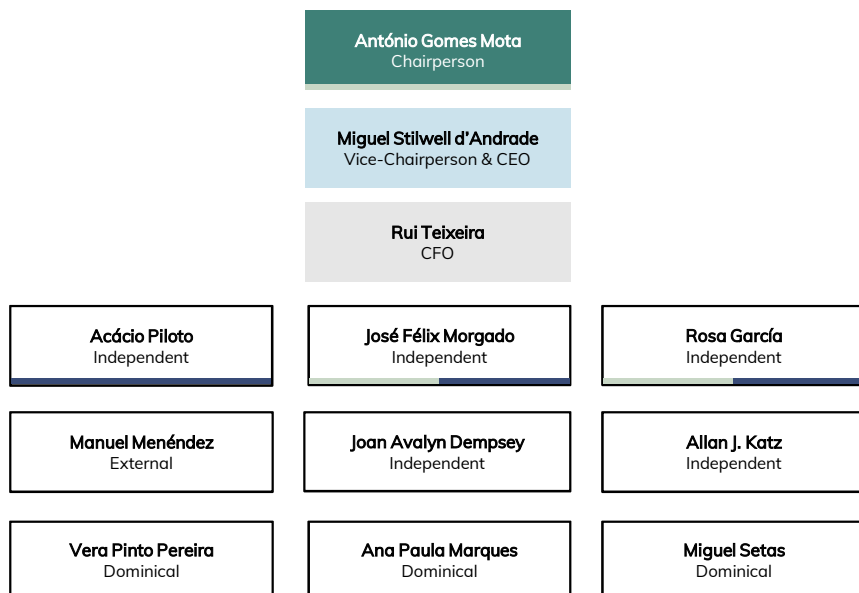 António Gomes Mota
Chairperson
Miguel Stilwell d'Andrade
Vice-Chairperson & CEO
Rui Teixeira
CFO
Acácio Piloto
Independent
José Félix Morgado
Independent
Rosa García
Independent
Manuel Menéndez
External
Joan Avalyn Dempsey
Independent
Allan J. Katz
Independent
Vera Pinto Pereira
Dominical
Ana Paula Marques
Dominical
Miguel Setas
Dominical